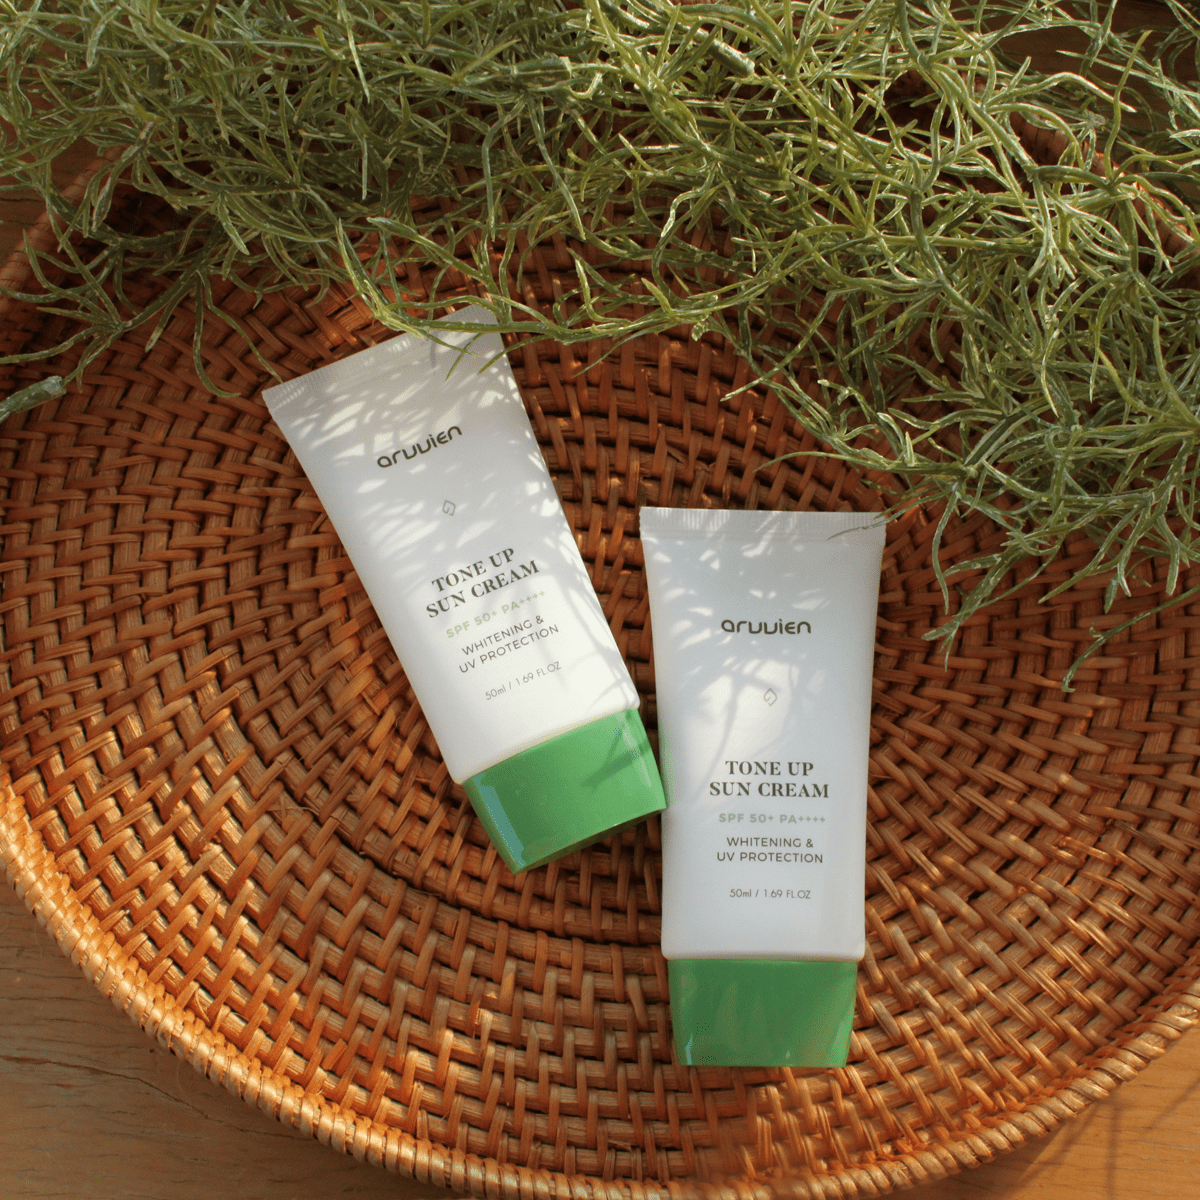 aruvien
TONE UP
SUN CREAM
SPF 50+ PA++++
WHITENING &
UV PROTECTION
50ml / 1.69 FL.OZ
aruvien
TONE UP
SUN CREAM
SPF 50+ PA++++
WHITENING &
UV PROTECTION
50ml / 1.69 FL.OZ